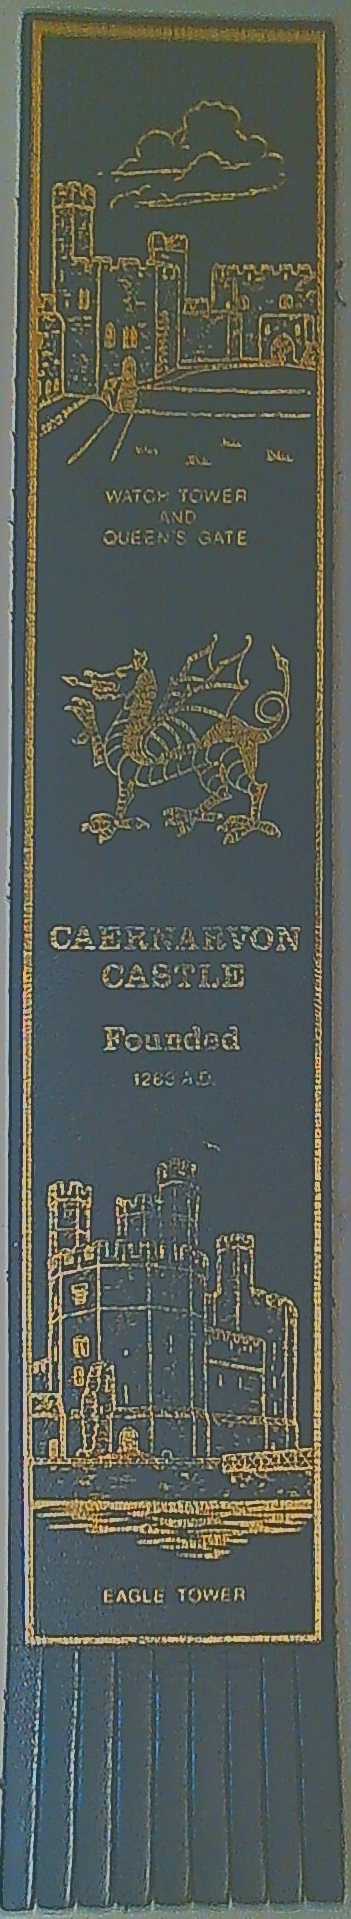 WATCH TOWER
AND
QUEEN'S GATE
CAERNARVON
CASTLE
Founded
1283 A.D.
EAGLE TOWER